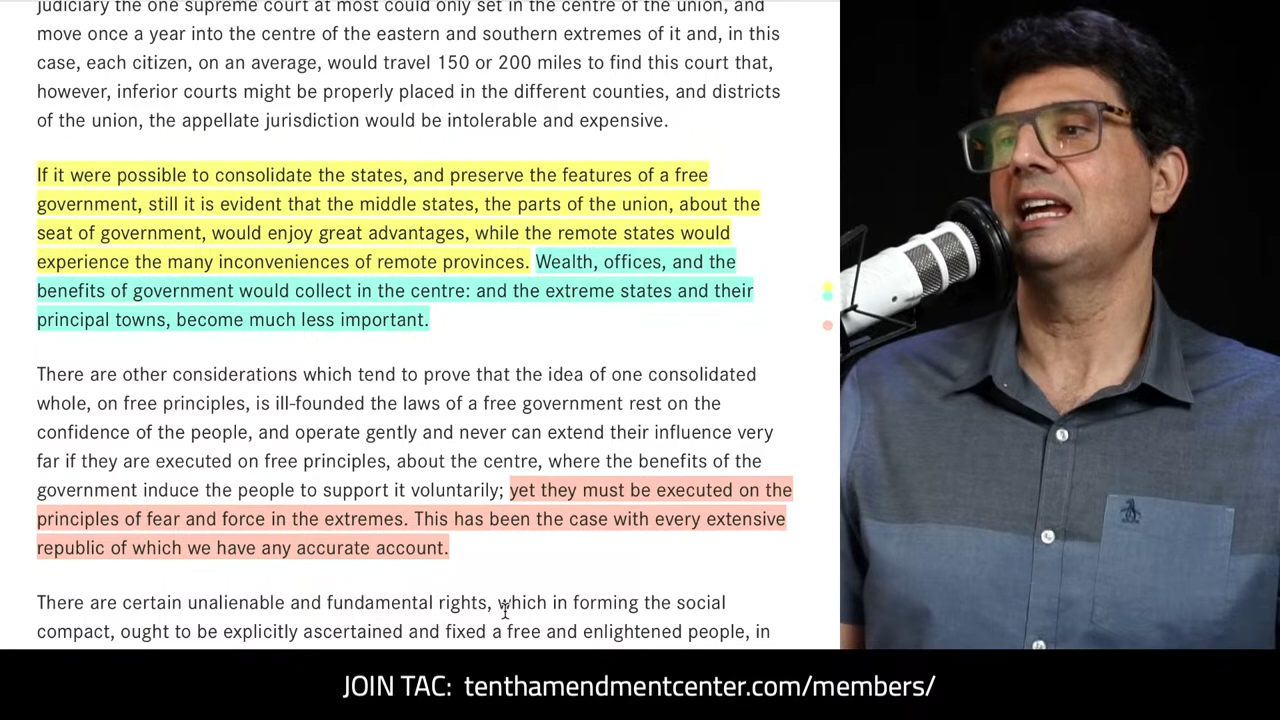 judiciary the one supreme court at most could only set in the centre of the union, and
move once a year into the centre of the eastern and southern extremes of it and, in this
case, each citizen, on an average, would travel 150 or 200 miles to find this court that,
however, inferior courts might be properly placed in the different counties, and districts
of the union, the appellate jurisdiction would be intolerable and expensive.
If it were possible to consolidate the states, and preserve the features of a free
government, still it is evident that the middle states, the parts of the union, about the
seat of government, would enjoy great advantages, while the remote states would
experience the many inconveniences of remote provinces. Wealth, offices, and the
benefits of government would collect in the centre: and the extreme states and their
principal towns, become much less important.
There are other considerations which tend to prove that the idea of one consolidated
whole, on free principles, is ill-founded the laws of a free government rest on the
confidence of the people, and operate gently and never can extend their influence very
far if they are executed on free principles, about the centre, where the benefits of the
government induce the people to support it voluntarily; yet they must be executed on the
principles of fear and force in the extremes. This has been the case with every extensive
republic of which we have any accurate account.
There are certain unalienable and fundamental rights, which in forming the social
compact, ought to be explicitly ascertained and fixed a free and enlightened people, in
JOIN TAC: tenthamendmentcenter.com/members/